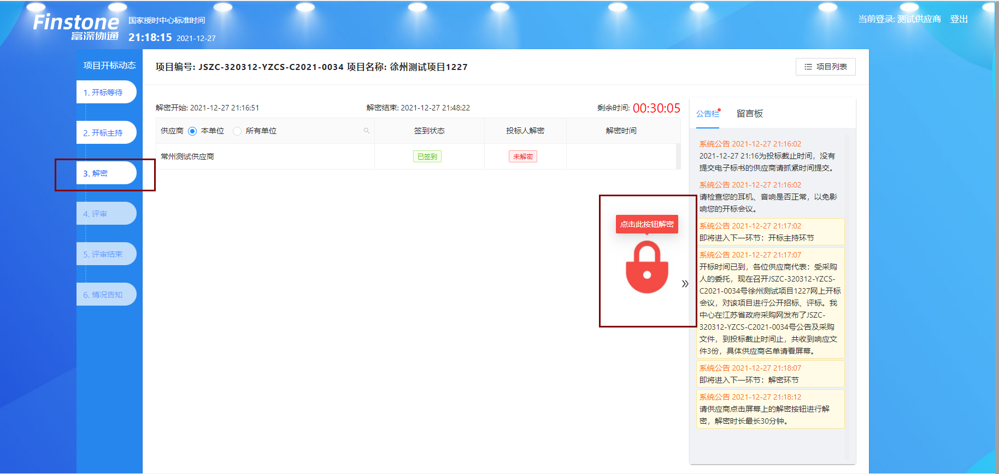 Finstone
富深协通
国家授时中心标准时间
21:18:15 2021-12-27
当前登录: 测试供应商 登出
项目开标动态
1. 开标等待
2. 开标主持
3. 解密
4. 评审
5. 评审结束
6. 情况告知
项目编号: JSZC-320312-YZCS-C2021-0034 项目名称: 徐州测试项目1227
项目列表
解密开始: 2021-12-27 21:16:51 解密结束: 2021-12-27 21:48:22 剩余时间: 00:30:05
供应商 本单位 所有单位 签到状态 投标人解密 解密时间
常州测试供应商 已签到 未解密
点击此按钮解密
公告栏 留言板
系统公告 2021-12-27 21:16:02
2021-12-27 21:16为投标截止时间，没有
提交电子标书的供应商请抓紧时间提交。
系统公告 2021-12-27 21:16:02
请检查您的耳机、音响是否正常，以免影
响您的开标会议。
系统公告 2021-12-27 21:17:02
即将进入下一环节：开标主持环节
系统公告 2021-12-27 21:17:07
开标时间已到，各位供应商代表：受采购
人的委托，现在召开JSZC-320312-YZCS-
C2021-0034号徐州测试项目1227网上开标
会议，对该项目进行公开招标、评标。我
中心在江苏省政府采购网发布了JSZC-
320312-YZCS-C2021-0034号公告及采购
文件，到投标截止时间止，共收到响应文
件3份，具体供应商名单请看屏幕。
系统公告 2021-12-27 21:18:07
即将进入下一环节：解密环节
系统公告 2021-12-27 21:18:12
请供应商点击屏幕上的解密按钮进行解
密，解密时长最长30分钟。